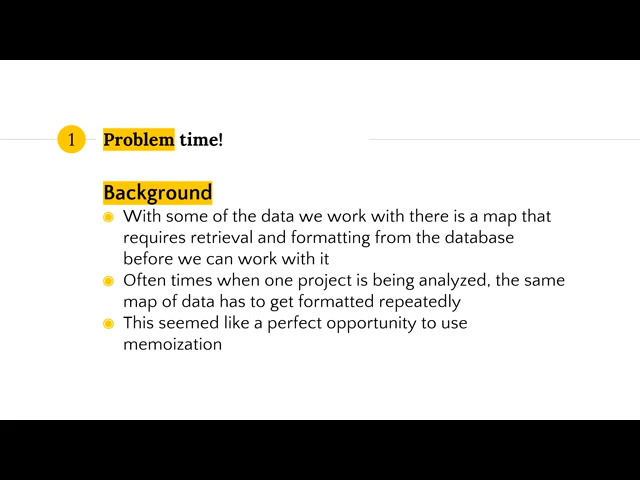 1 Problem time!
Background
With some of the data we work with there is a map that
requires retrieval and formatting from the database
before we can work with it
Often times when one project is being analyzed, the same
map of data has to get formatted repeatedly
This seemed like a perfect opportunity to use
memoization